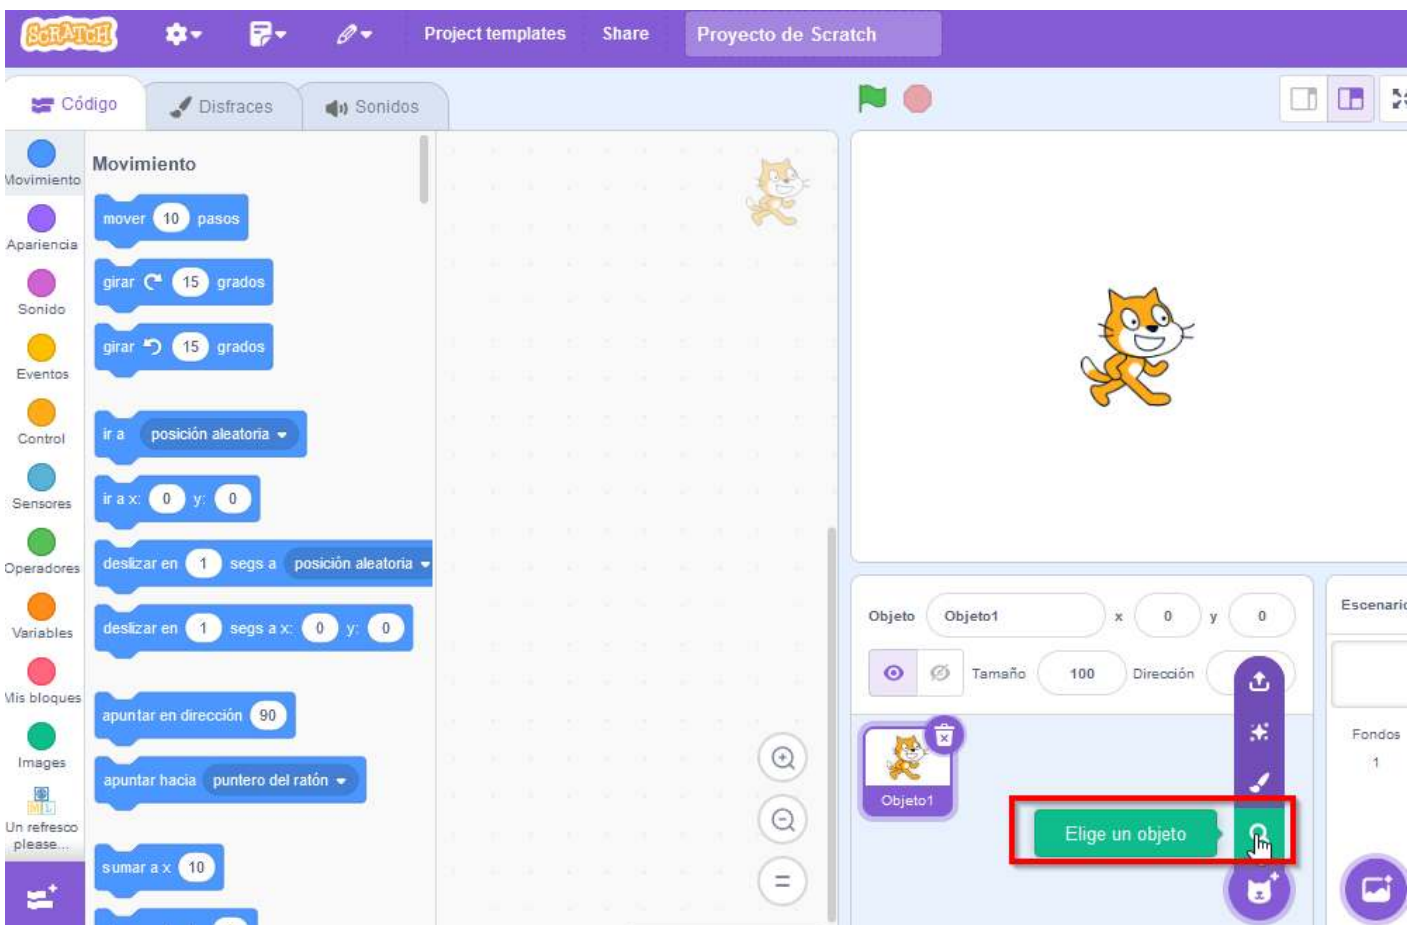 SCRATCH
Project templates
Share
Proyecto de Scratch
Código
Disfraces
Sonidos
Movimiento
Apariencia
Sonido
Eventos
Control
Sensores
Operadores
Variables
Mis bloques
Images
ML
Un refresco
please...
Movimiento
mover 10 pasos
girar 15 grados
girar 15 grados
ir a posición aleatoria
ir a x: 0 y: 0
deslizar en 1 segs a posición aleatoria
deslizar en 1 segs a x: 0 y: 0
apuntar en dirección 90
apuntar hacia puntero del ratón
sumar a x 10
Objeto Objeto1 x 0 y 0
Tamaño 100 Dirección
Objeto1
Elige un objeto
Escenario
Fondos
1